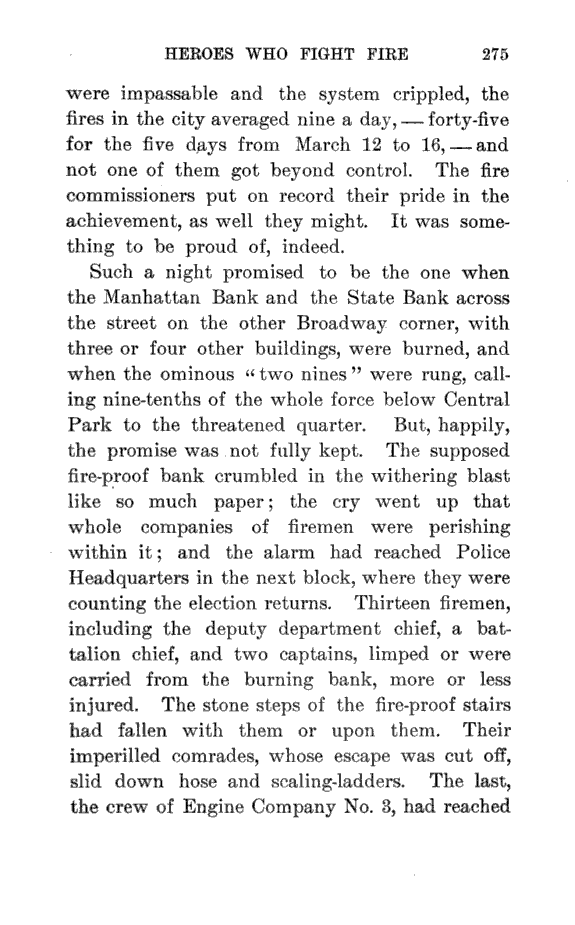 HEROES WHO FIGHT FIRE 275
were impassable and the system crippled, the
fires in the city averaged nine a day, — forty-five
for the five days from March 12 to 16, — and
not one of them got beyond control. The fire
commissioners put on record their pride in the
achievement, as well they might. It was some-
thing to be proud of, indeed.
Such a night promised to be the one when
the Manhattan Bank and the State Bank across
the street on the other Broadway corner, with
three or four other buildings, were burned, and
when the ominous “two nines” were rung, call-
ing nine-tenths of the whole force below Central
Park to the threatened quarter. But, happily,
the promise was not fully kept. The supposed
fire-proof bank crumbled in the withering blast
like so much paper; the cry went up that
whole companies of firemen were perishing
within it; and the alarm had reached Police
Headquarters in the next block, where they were
counting the election returns. Thirteen firemen,
including the deputy department chief, a bat-
talion chief, and two captains, limped or were
carried from the burning bank, more or less
injured. The stone steps of the fire-proof stairs
had fallen with them or upon them. Their
imperilled comrades, whose escape was cut off,
slid down hose and scaling-ladders. The last,
the crew of Engine Company No. 3, had reached